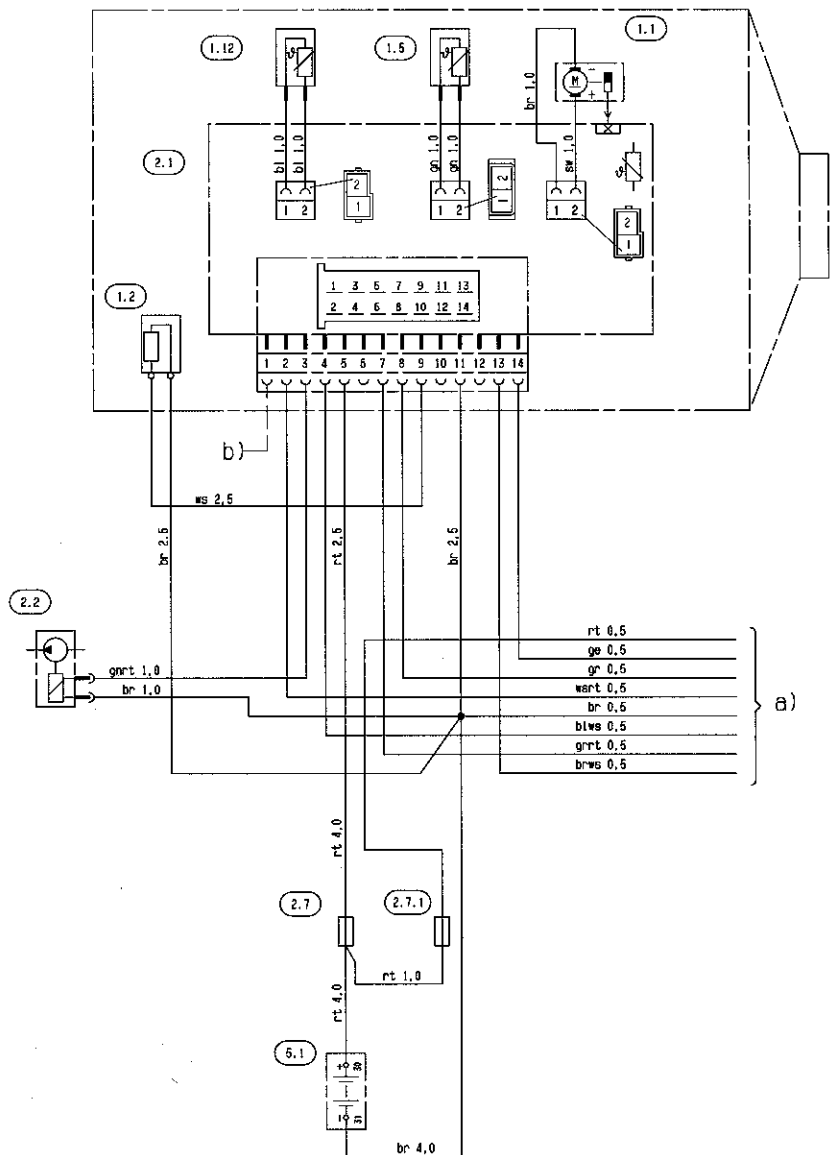 1.12
1.5
1.1
M
-
+
br 1,0
bl 1,0
bl 1,0
gn 1,0
gn 1,0
sw 1,0
2.1
1 2
2
1
1 2
2
1
1 2
2
1
1.2
1 3 5 7 9 11 13
2 4 6 8 10 12 14
1 2 3 4 5 6 7 8 9 10 11 12 13 14
b)
ws 2,5
br 2,5
rt 2,5
br 2,5
2.2
gnrt 1,0
br 1,0
rt 0,5
ge 0,5
gr 0,5
wsrt 0,5
br 0,5
blws 0,5
grrt 0,5
brws 0,5
a)
rt 4,0
2.7
2.7.1
rt 1,0
rt 4,0
5.1
+ 30
- 31
br 4,0